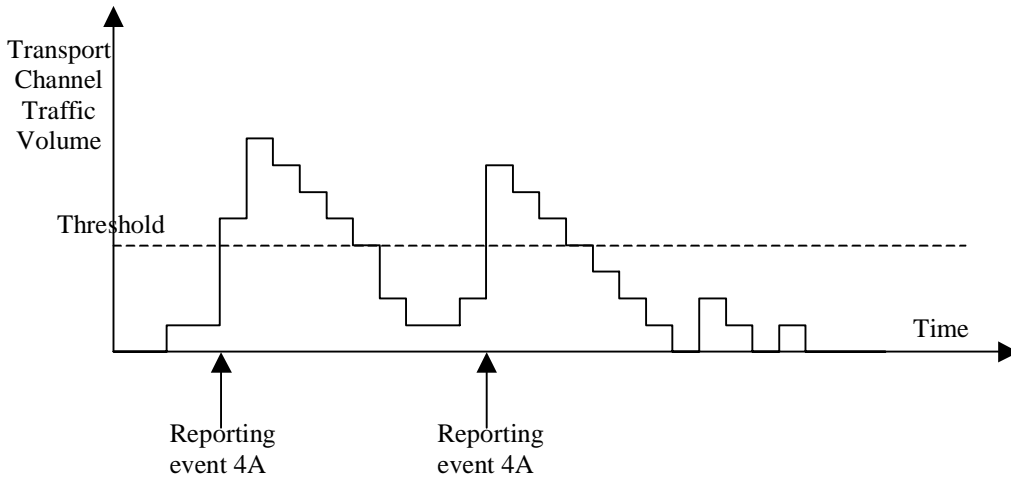 Transport
Channel
Traffic
Volume
Threshold
Time
Reporting
event 4A
Reporting
event 4A